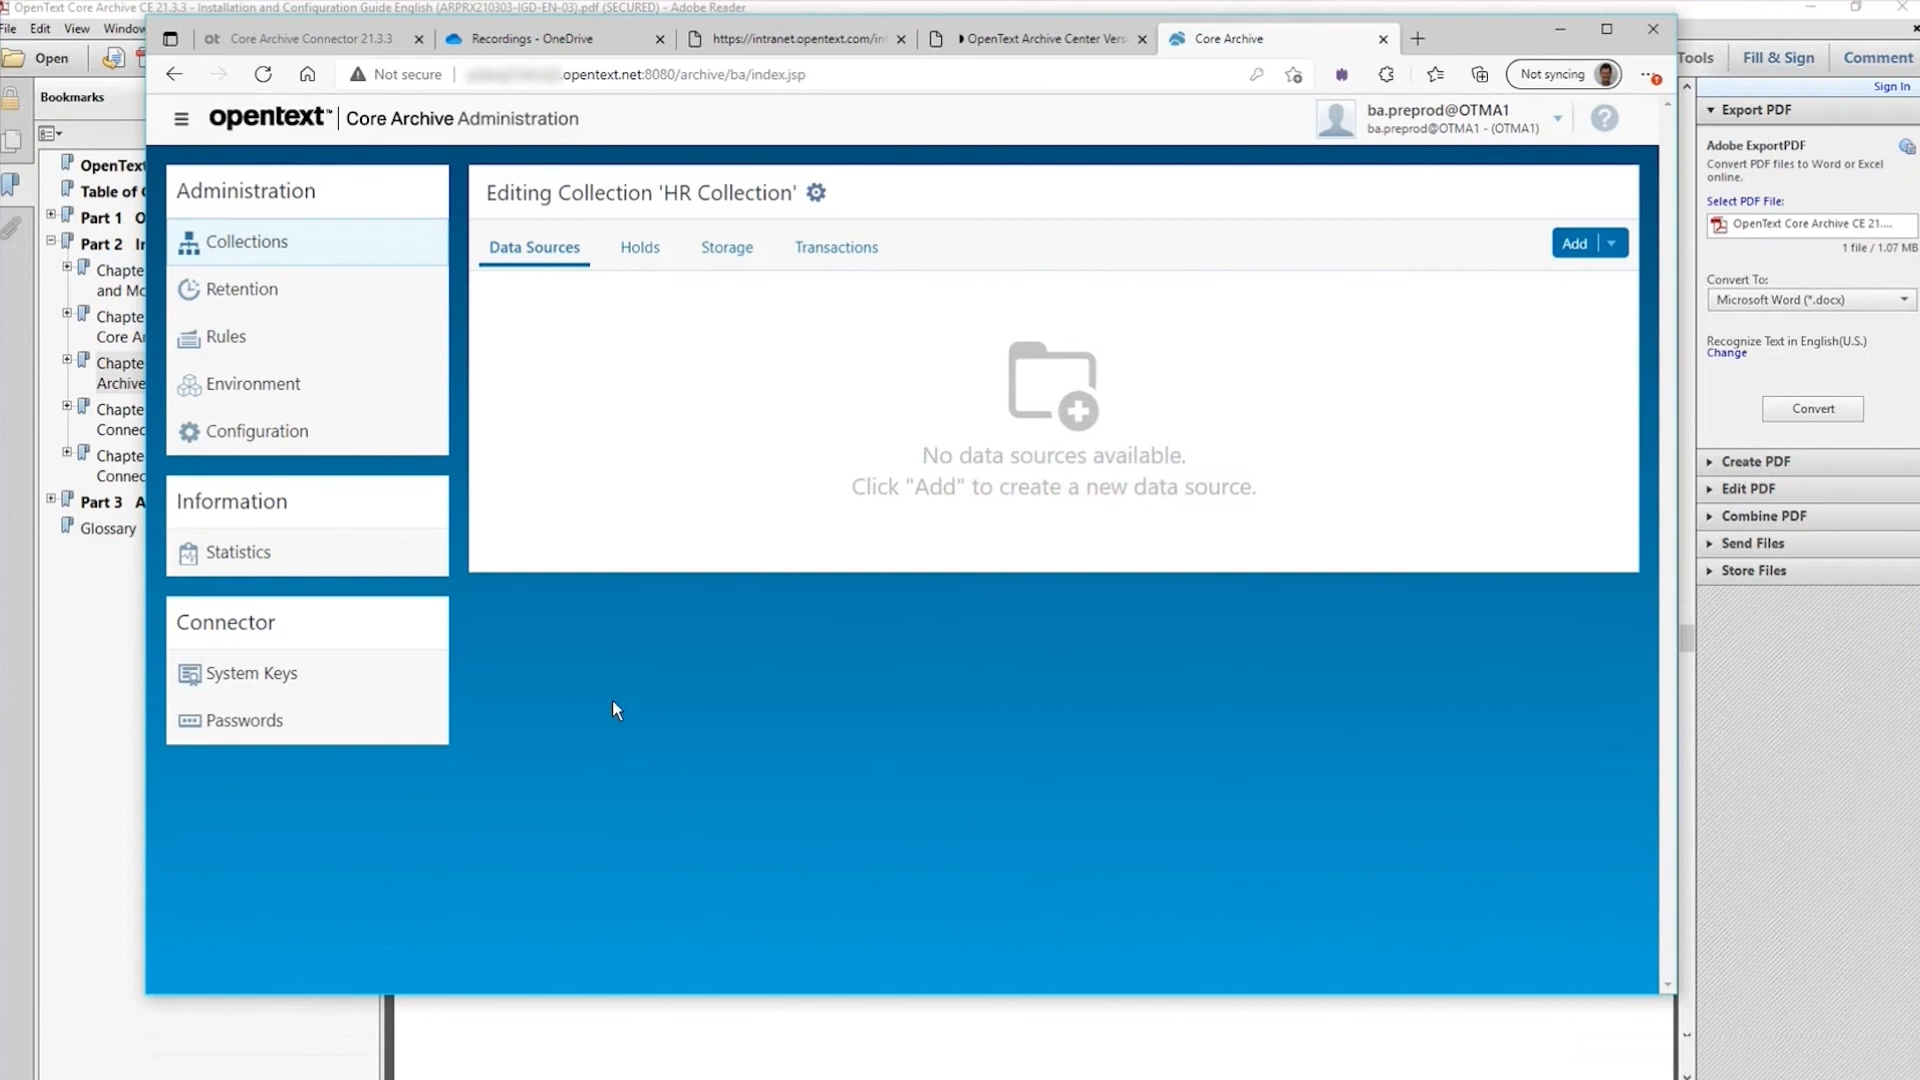 OpenText Core Archive CE 21.3.3 - Installation and Configuration Guide English (ARPRX210303-IGD-EN-03).pdf (SECURED) - Adobe Reader
File Edit View Window
Open
Tools Fill & Sign Comment
Sign In
Bookmarks
OpenText
Table of
Part 1
Part 2
Chapte
and Mo
Chapte
Core Ar
Chapte
Archive
Chapte
Connec
Chapte
Connec
Part 3 A
Glossary
ot Core Archive Connector 21.3.3
Recordings - OneDrive
https://intranet.opentext.com/in
OpenText Archive Center Vers
Core Archive
Not secure
.opentext.net:8080/archive/ba/index.jsp
Not syncing
opentext™ | Core Archive Administration
ba.preprod@OTMA1
ba.preprod@OTMA1 - (OTMA1)
?
Administration
Collections
Retention
Rules
Environment
Configuration
Information
Statistics
Connector
System Keys
Passwords
Editing Collection 'HR Collection'
Data Sources Holds Storage Transactions
Add
No data sources available.
Click "Add" to create a new data source.
Export PDF
Adobe ExportPDF
Convert PDF files to Word or Excel
online.
Select PDF File:
OpenText Core Archive CE 21....
1 file / 1.07 MB
Convert To:
Microsoft Word (*.docx)
Recognize Text in English(U.S.)
Change
Convert
Create PDF
Edit PDF
Combine PDF
Send Files
Store Files